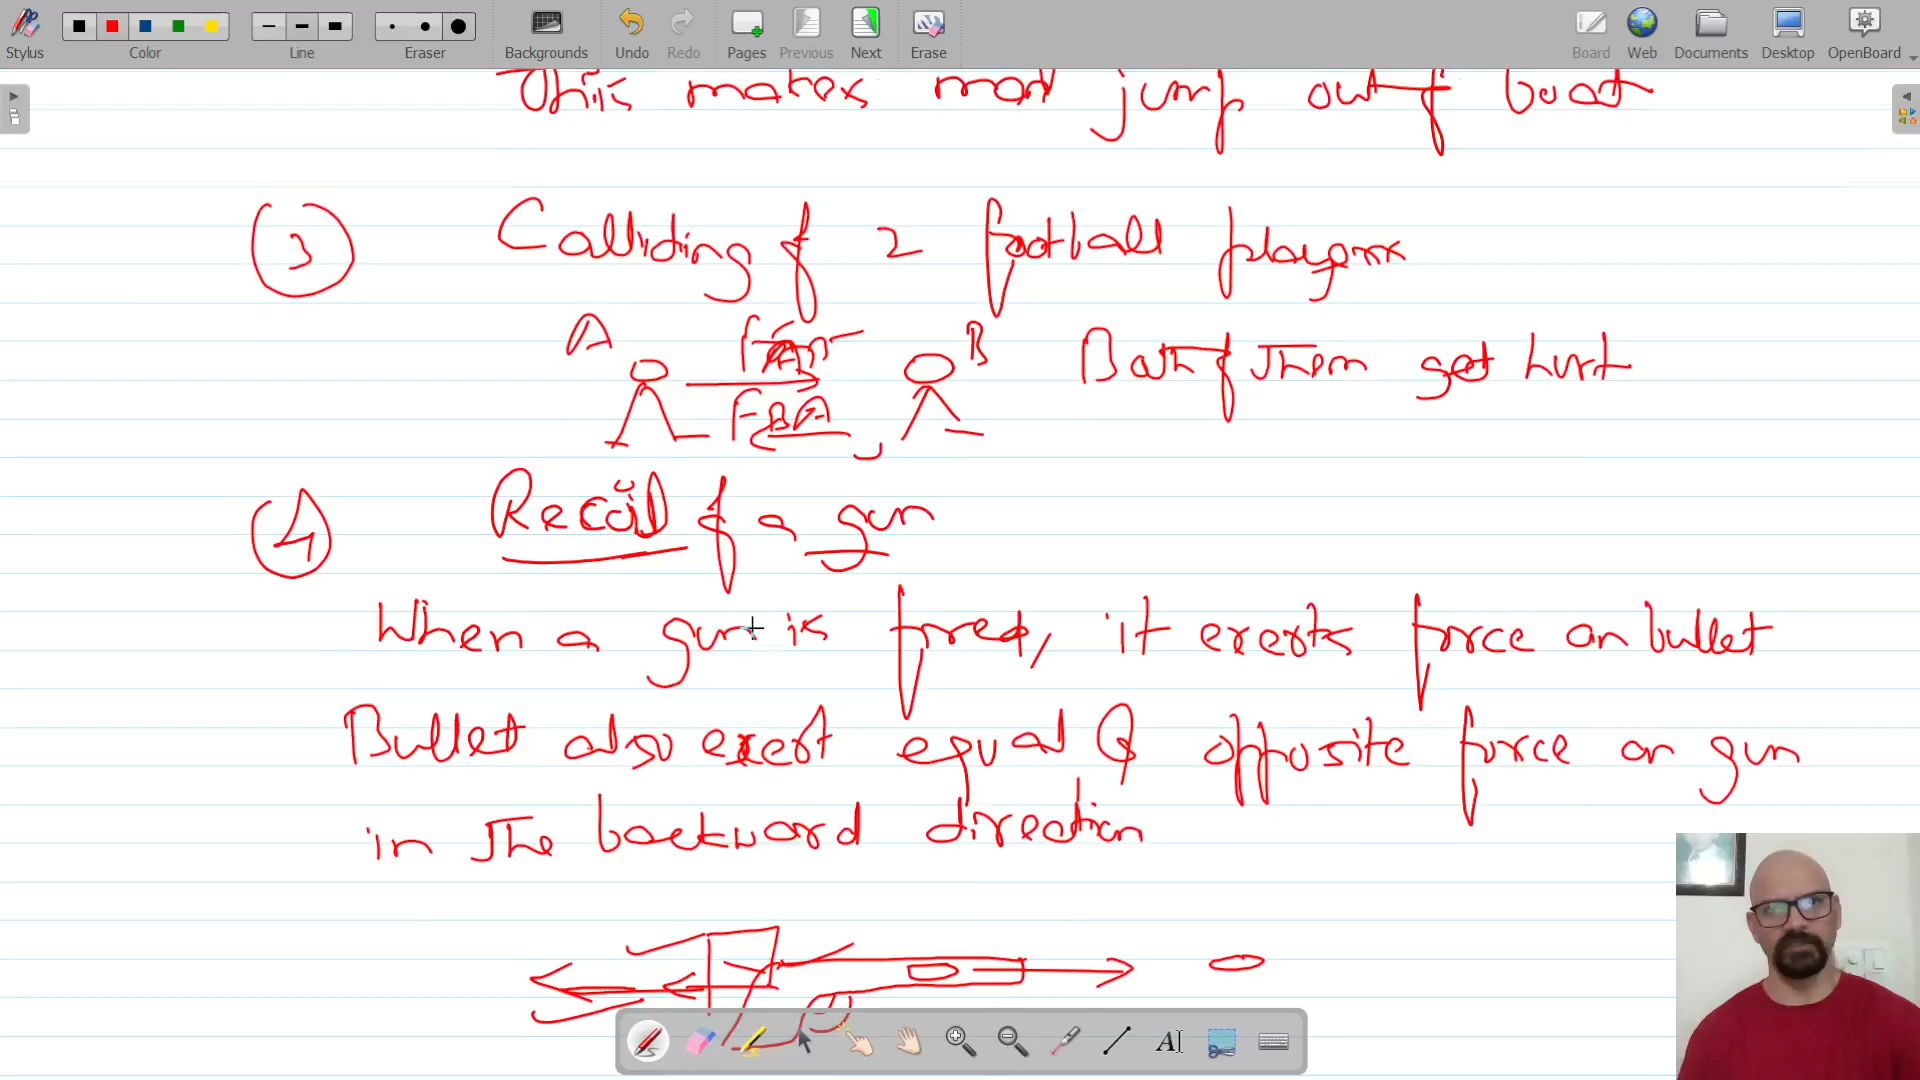 Stylus Color Line Eraser Backgrounds Undo Redo Pages Previous Next Erase Board Web Documents Desktop OpenBoard
This makes man jump out of boat
3 Colliding of 2 football players
A FAB B Both of them get hurt
FBA
4 Recoil of a gun
When a gun is fired, it exerts force on bullet
Bullet also exert equal & opposite force on gun
in the backward direction